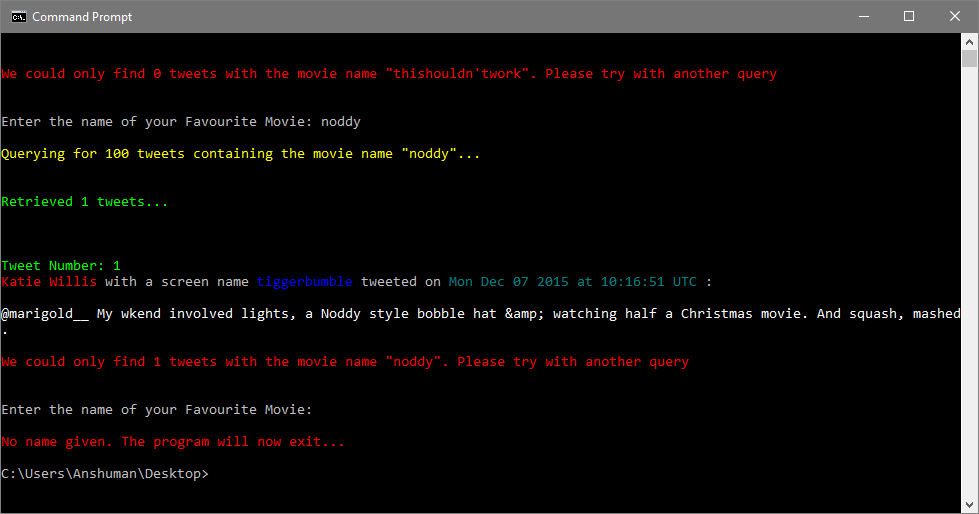 Command Prompt
We could only find 0 tweets with the movie name "thishouldn'twork". Please try with another query
Enter the name of your Favourite Movie: noddy
Querying for 100 tweets containing the movie name "noddy"...
Retrieved 1 tweets...
Tweet Number: 1
Katie Willis with a screen name tiggerbumble tweeted on Mon Dec 07 2015 at 10:16:51 UTC :
@marigold__ My wkend involved lights, a Noddy style bobble hat &amp; watching half a Christmas movie. And squash, mashed
.
We could only find 1 tweets with the movie name "noddy". Please try with another query
Enter the name of your Favourite Movie:
No name given. The program will now exit...
C:\Users\Anshuman\Desktop>